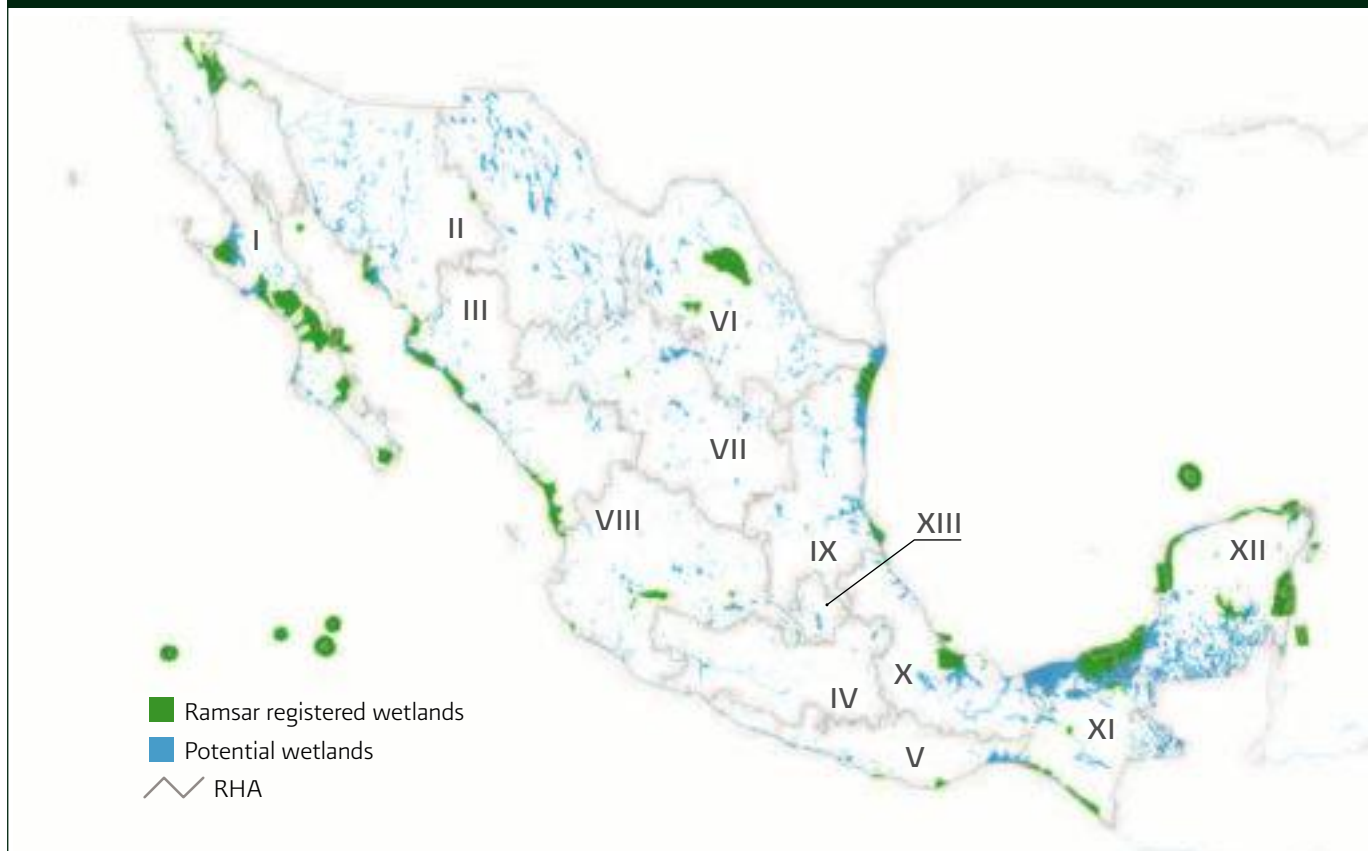 I
II
III
VI
VII
VIII
XIII
IX
XII
X
IV
XI
V
Ramsar registered wetlands
Potential wetlands
RHA